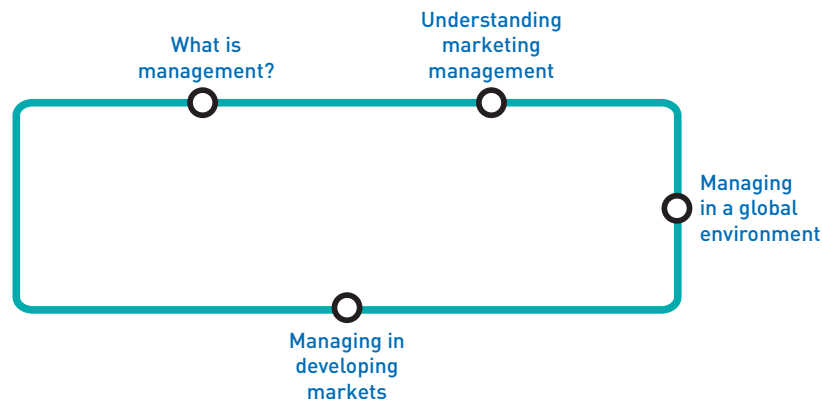 What is
management?
Understanding
marketing
management
Managing
in a global
environment
Managing in
developing
markets